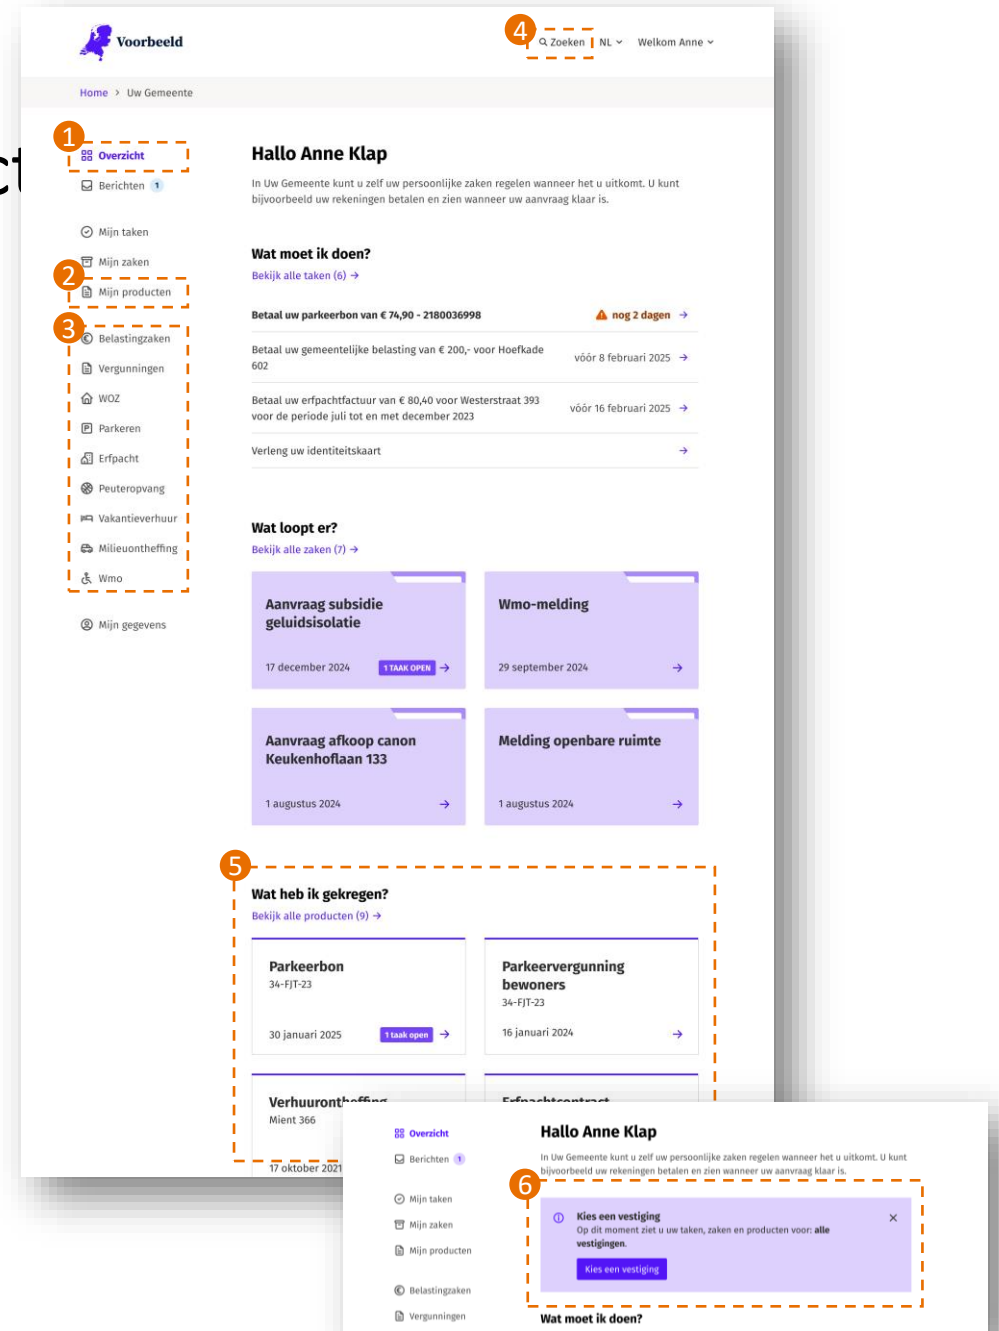 Voorbeeld
4
Zoeken NL Welkom Anne
Home > Uw Gemeente
1
Overzicht
Berichten 1
Mijn taken
Mijn zaken
2
Mijn producten
3
Belastingzaken
Vergunningen
WOZ
Parkeren
Erfpacht
Peuteropvang
Vakantieverhuur
Milieuontheffing
Wmo
Mijn gegevens
Hallo Anne Klap
In Uw Gemeente kunt u zelf uw persoonlijke zaken regelen wanneer het u uitkomt. U kunt
bijvoorbeeld uw rekeningen betalen en zien wanneer uw aanvraag klaar is.
Wat moet ik doen?
Bekijk alle taken (6) →
Betaal uw parkeerbon van € 74,90 - 2180036998 nog 2 dagen →
Betaal uw gemeentelijke belasting van € 200,- voor Hoefkade
602
vóór 8 februari 2025 →
Betaal uw erfpachtfactuur van € 80,40 voor Westerstraat 393
voor de periode juli tot en met december 2023
vóór 16 februari 2025 →
Verleng uw identiteitskaart →
Wat loopt er?
Bekijk alle zaken (7) →
Aanvraag subsidie
geluidsisolatie
17 december 2024 1 TAAK OPEN →
Wmo-melding
29 september 2024 →
Aanvraag afkoop canon
Keukenhoflaan 133
1 augustus 2024 →
Melding openbare ruimte
1 augustus 2024 →
5
Wat heb ik gekregen?
Bekijk alle producten (9) →
Parkeerbon
34-FJT-23
30 januari 2025 1 taak open →
Parkeervergunning
bewoners
34-FJT-23
16 januari 2024 →
Verhuurontheffing
Mient 366
17 oktober 2021
Erfpachtcontract
Overzicht
Berichten 1
Mijn taken
Mijn zaken
Mijn producten
Belastingzaken
Vergunningen
Hallo Anne Klap
In Uw Gemeente kunt u zelf uw persoonlijke zaken regelen wanneer het u uitkomt. U kunt
bijvoorbeeld uw rekeningen betalen en zien wanneer uw aanvraag klaar is.
6
Kies een vestiging
Op dit moment ziet u uw taken, zaken en producten voor: alle
vestigingen.
Kies een vestiging
Wat moet ik doen?